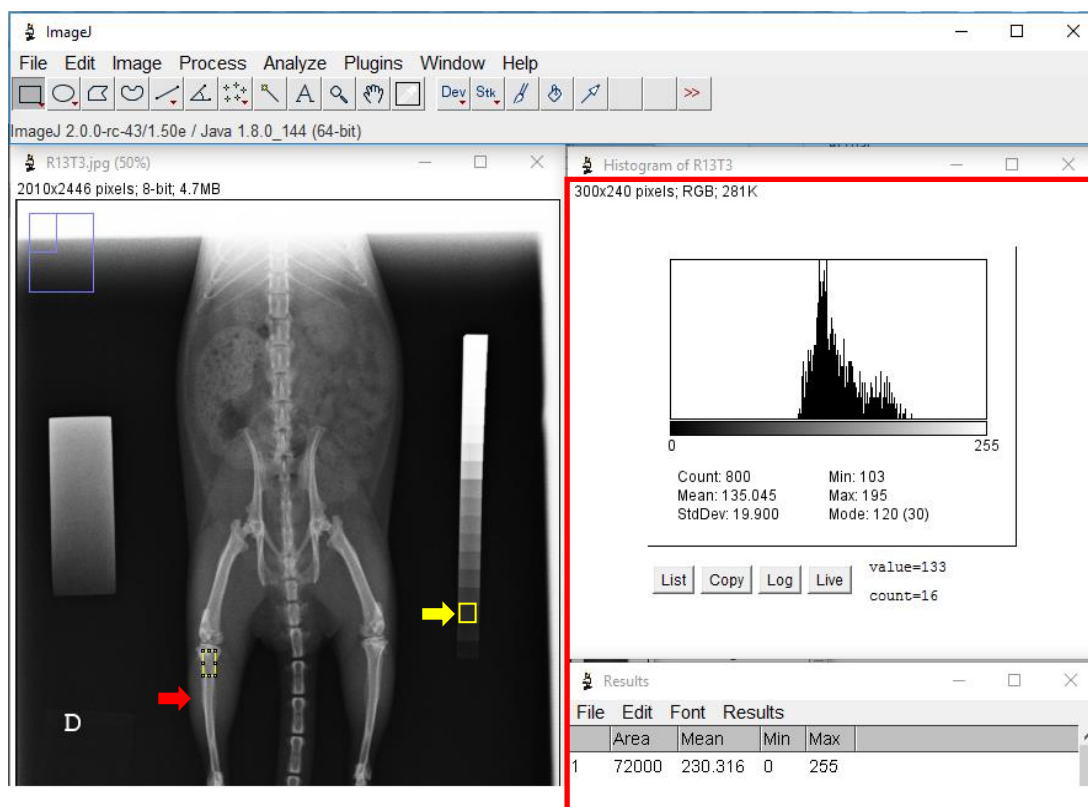 ImageJ
File Edit Image Process Analyze Plugins Window Help
A Dev Stk >>
ImageJ 2.0.0-rc-43/1.50e / Java 1.8.0_144 (64-bit)
R13T3.jpg (50%)
2010x2446 pixels; 8-bit; 4.7MB
D
Histogram of R13T3
300x240 pixels; RGB; 281K
0 255
Count: 800 Min: 103
Mean: 135.045 Max: 195
StdDev: 19.900 Mode: 120 (30)
List Copy Log Live value=133
count=16
Results
File Edit Font Results
Area Mean Min Max
1 72000 230.316 0 255